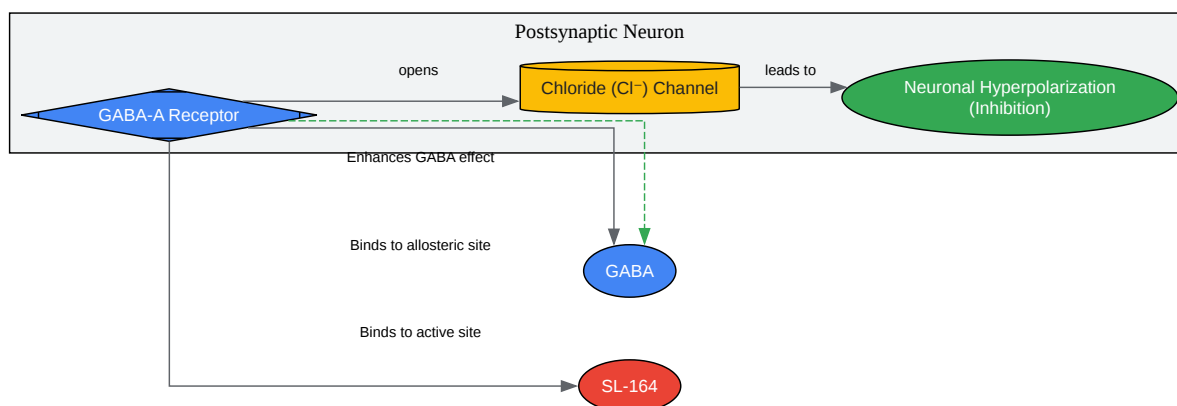 Postsynaptic Neuron
opens
leads to
Chloride (Cl⁻) Channel
Neuronal Hyperpolarization
(Inhibition)
GABA-A Receptor
Enhances GABA effect
Binds to allosteric site
GABA
Binds to active site
SL-164